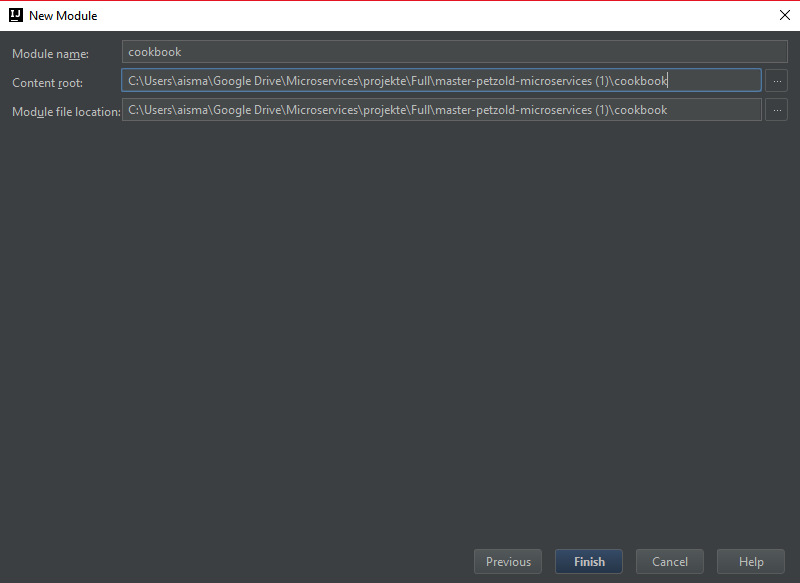 IJ New Module
Module name: cookbook
Content root: C:\Users\aisma\Google Drive\Microservices\projekte\Full\master-petzold-microservices (1)\cookbook ...
Module file location: C:\Users\aisma\Google Drive\Microservices\projekte\Full\master-petzold-microservices (1)\cookbook ...
Previous Finish Cancel Help